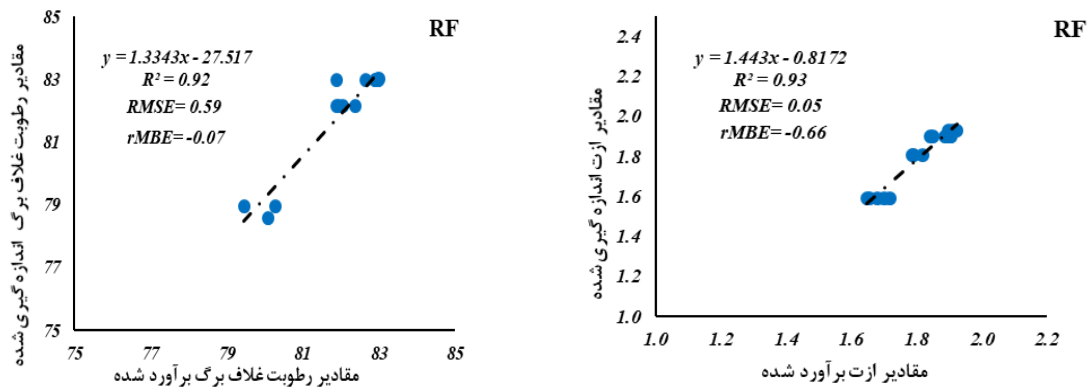 RF
y = 1.3343x - 27.517
R² = 0.92
RMSE= 0.59
rMBE= -0.07
مقادیر رطوبت غلاف برگ اندازه گیری شده
85
83
81
79
77
75
75 77 79 81 83 85
مقادیر رطوبت غلاف برگ برآورد شده
RF
y = 1.443x - 0.8172
R² = 0.93
RMSE= 0.05
rMBE= -0.66
مقادیر ازت اندازه گیری شده
2.4
2.2
2.0
1.8
1.6
1.4
1.2
1.0
1.0 1.2 1.4 1.6 1.8 2.0 2.2
مقادیر ازت برآورد شده